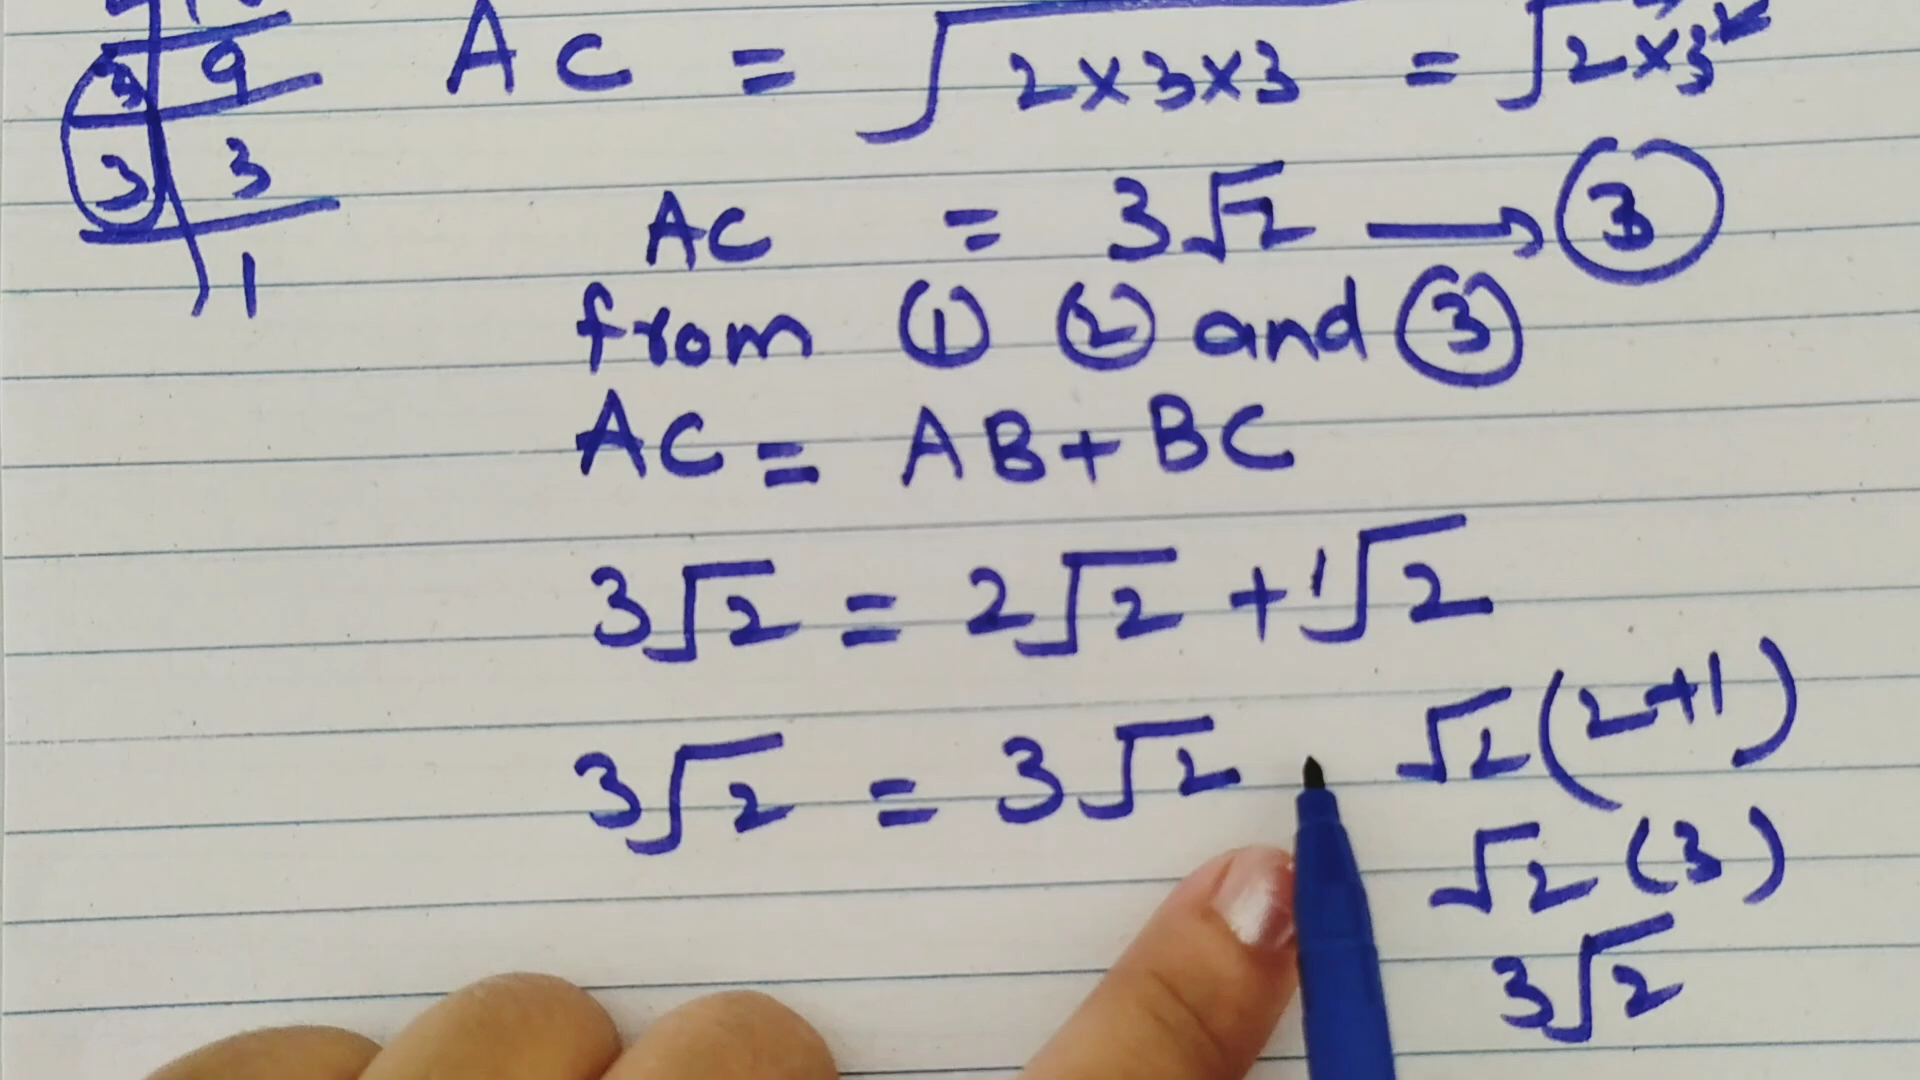 3 9
3 3
1
AC = √2×3×3 = √2×3²
AC = 3√2 → ③
from ① ② and ③
AC = AB + BC
3√2 = 2√2 + 1√2
3√2 = 3√2
√2 (2+1)
√2 (3)
3√2